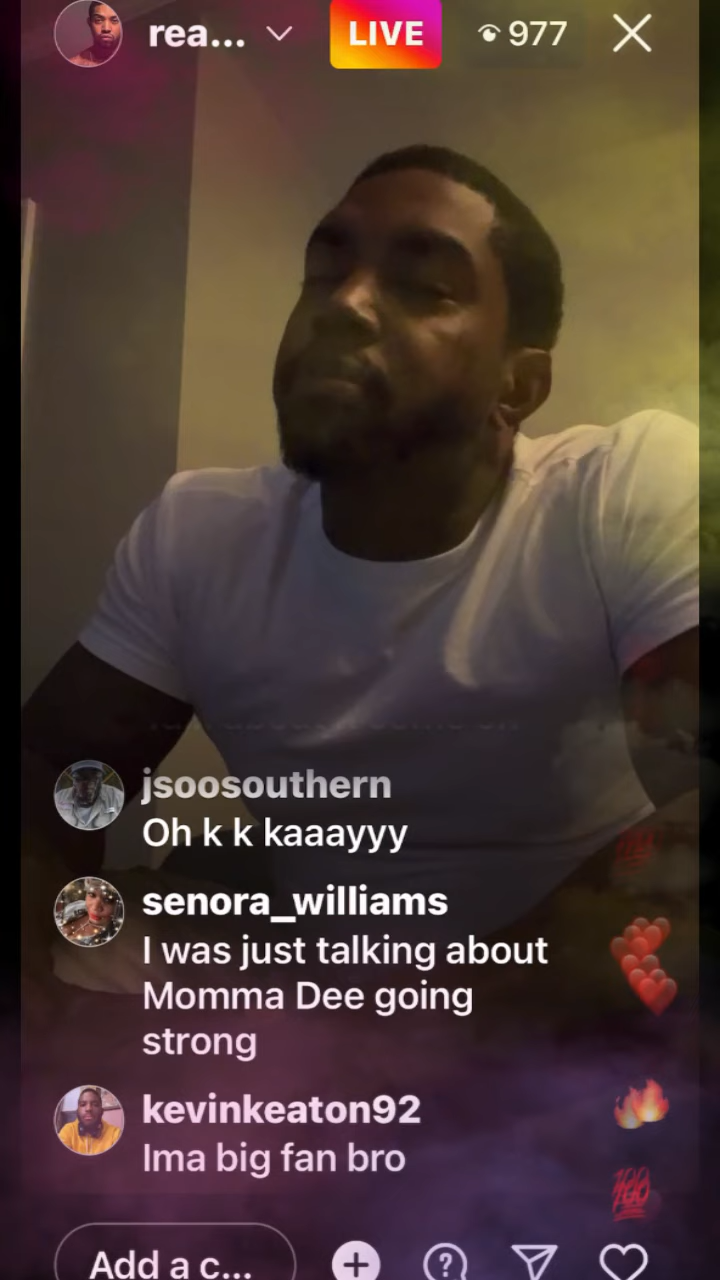 rea...
LIVE
977
jsoosouthern
Oh k k kaaayyy
senora_williams
I was just talking about
Momma Dee going
strong
kevinkeaton92
Ima big fan bro
100
Add a c...